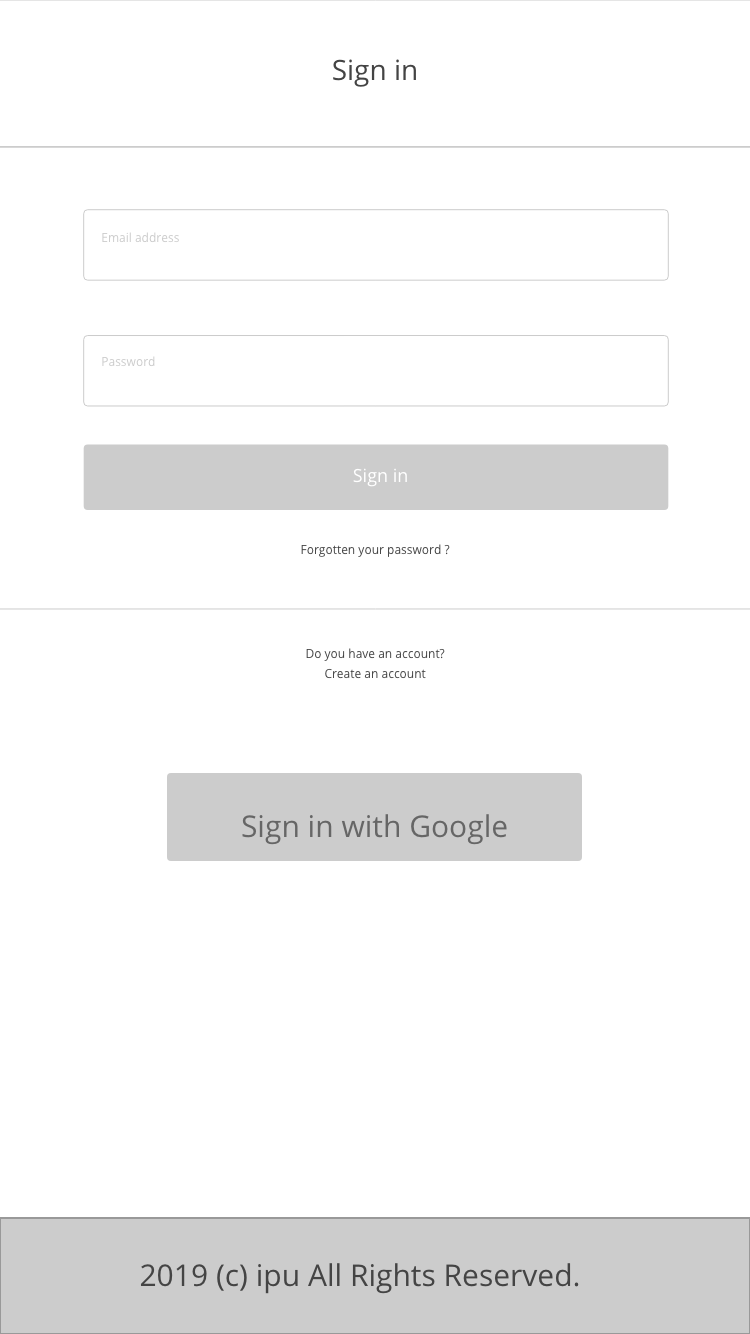 Sign in
Email address
Password
Sign in
Forgotten your password ?
Do you have an account?
Create an account
Sign in with Google
2019 (c) ipu All Rights Reserved.